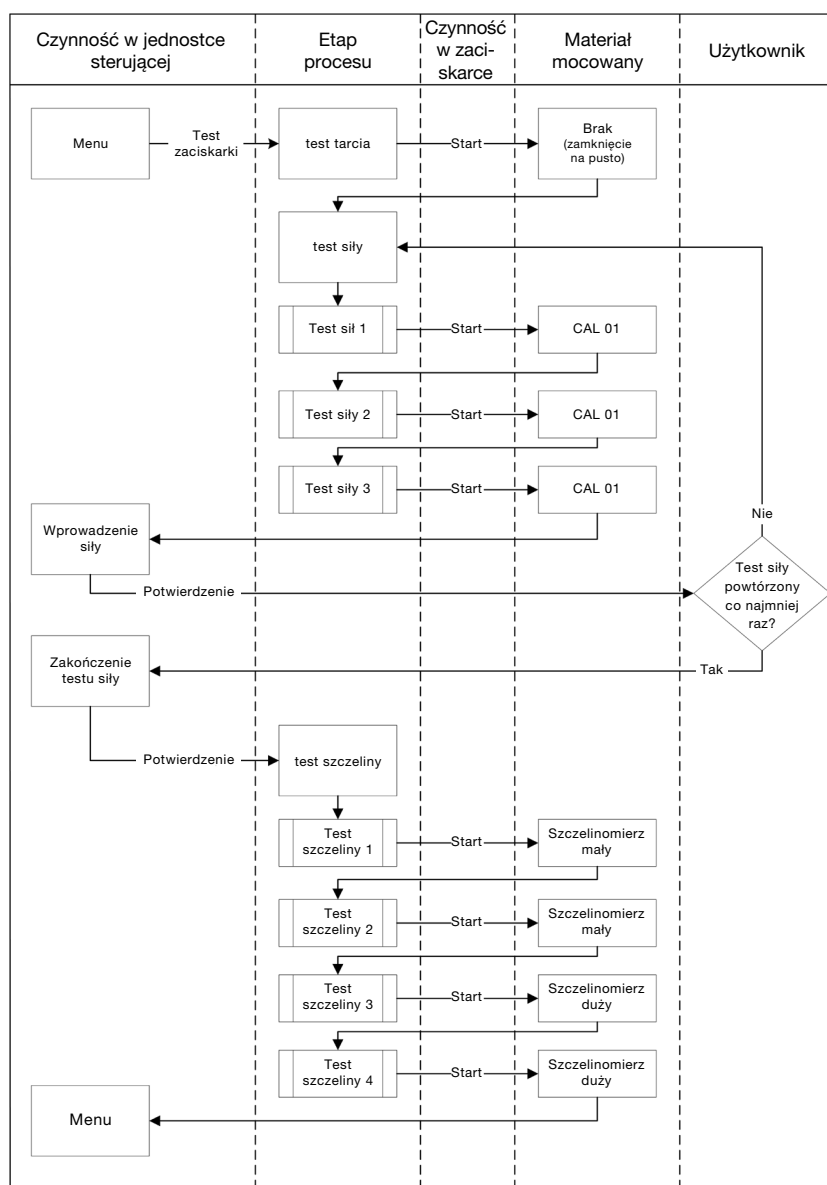 Czynność w jednostce
sterującej
Etap
procesu
Czynność
w zaci-
skarce
Materiał
mocowany
Użytkownik
Menu
Test
zaciskarki
test tarcia
Start
Brak
(zamknięcie
na pusto)
test siły
Test sił 1
Start
CAL 01
Test siły 2
Start
CAL 01
Test siły 3
Start
CAL 01
Nie
Wprowadzenie
siły
Potwierdzenie
Test siły
powtórzony
co najmniej
raz?
Zakończenie
testu siły
Tak
Potwierdzenie
test szczeliny
Test
szczeliny 1
Start
Szczelinomierz
mały
Test
szczeliny 2
Start
Szczelinomierz
mały
Test
szczeliny 3
Start
Szczelinomierz
duży
Test
szczeliny 4
Start
Szczelinomierz
duży
Menu